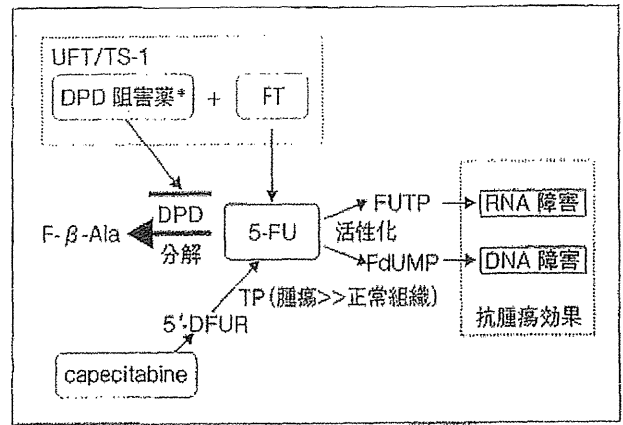 UFT/TS-1
DPD 阻害薬* + FT
DPD
F-β-Ala
分解
5-FU
活性化
FUTP
RNA 障害
FdUMP
DNA 障害
抗腫瘍効果
TP(腫瘍>>正常組織)
5'-DFUR
capecitabine